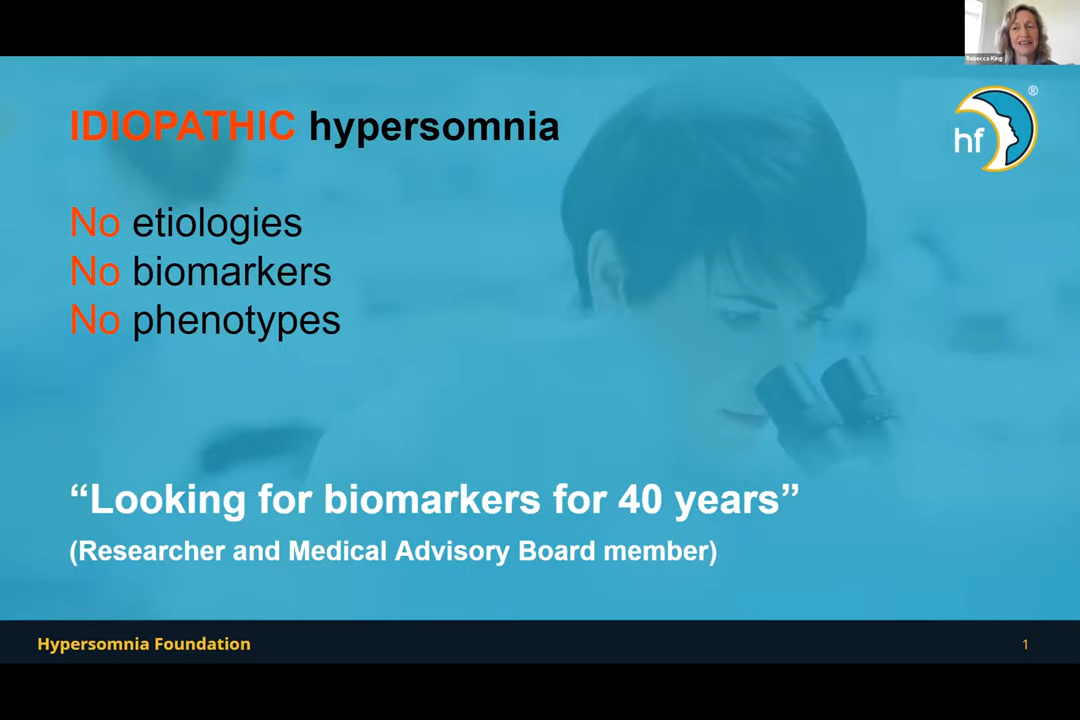 Rebecca King
IDIOPATHIC hypersomnia
®
hf
No etiologies
No biomarkers
No phenotypes
“Looking for biomarkers for 40 years”
(Researcher and Medical Advisory Board member)
Hypersomnia Foundation
1